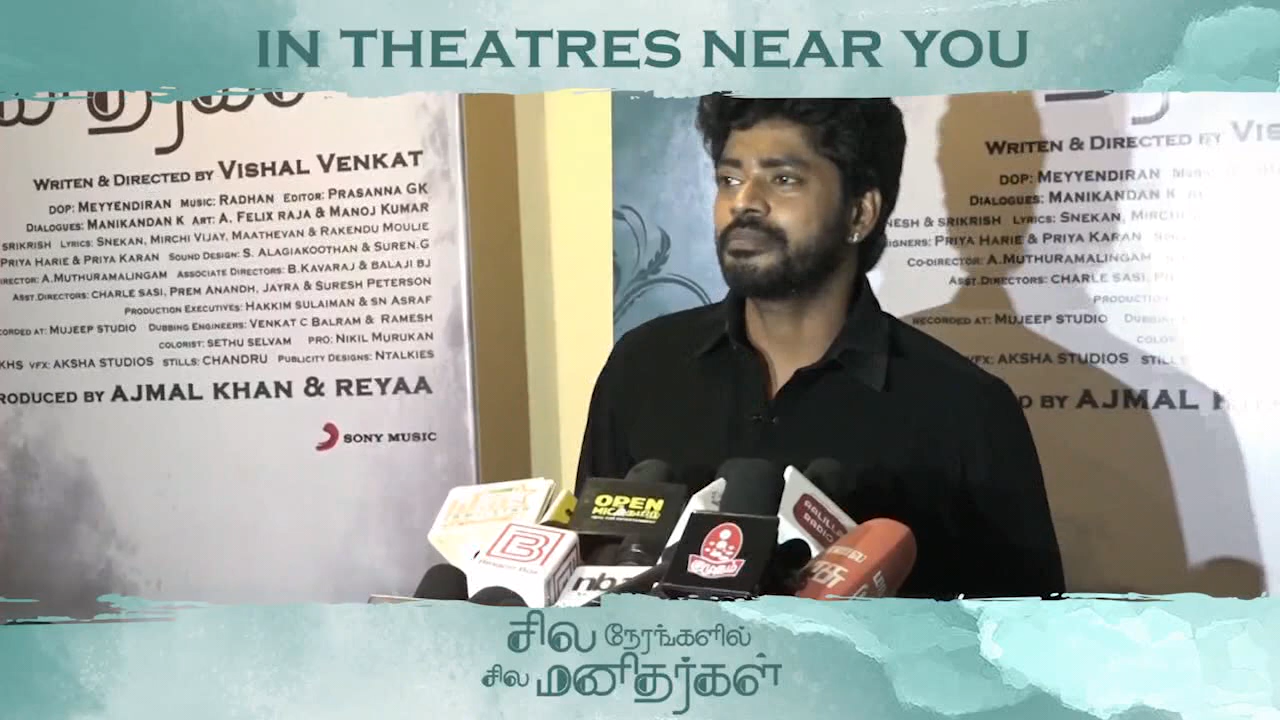 IN THEATRES NEAR YOU
WRITEN & DIRECTED BY VISHAL VENKAT
DOP: MEYYENDIRAN MUSIC: RADHAN EDITOR: PRASANNA GK
DIALOGUES: MANIKANDAN K ART: A. FELIX RAJA & MANOJ KUMAR
SRIKRISH LYRICS: SNEKAN, MIRCHI VIJAY, MAATHEVAN & RAKENDU MOULIE
PRIYA HARIE & PRIYA KARAN SOUND DESIGN: S. ALAGIAKOOTHAN & SUREN.G
A.MUTHURAMALINGAM ASSOCIATE DIRECTORS: B.KAVARAJ & BALAJI BJ
ASST.DIRECTORS: CHARLE SASI, PREM ANANDH, JAYRA & SURESH PETERSON
PRODUCTION EXECUTIVES: HAKKIM SULAIMAN & SN ASRAF
AT: MUJEEP STUDIO DUBBING ENGINEERS: VENKAT C BALRAM & RAMESH
COLORIST: SETHU SELVAM PRO: NIKIL MURUKAN
VFX: AKSHA STUDIOS STILLS: CHANDRU PUBLICITY DESIGNS: NTALKIES
BY AJMAL KHAN & REYAA
SONY MUSIC
WRITTEN & DIRECTED BY
DOP: MEYYENDIRAN
DIALOGUES: MANIKANDAN K
& SRIKRISH LYRICS: SNEKAN, MIRCHI
PRIYA HARIE & PRIYA KARAN
CO-DIRECTOR: A.MUTHURAMALINGAM
ASST.DIRECTORS: CHARLE SASI,
PRODUCTION
RECORDED AT: MUJEEP STUDIO
VFX: AKSHA STUDIOS STILLS
BY AJMAL
OPEN
B
nba
RADIO
சில நேரங்களில்
சில மனிதர்கள்